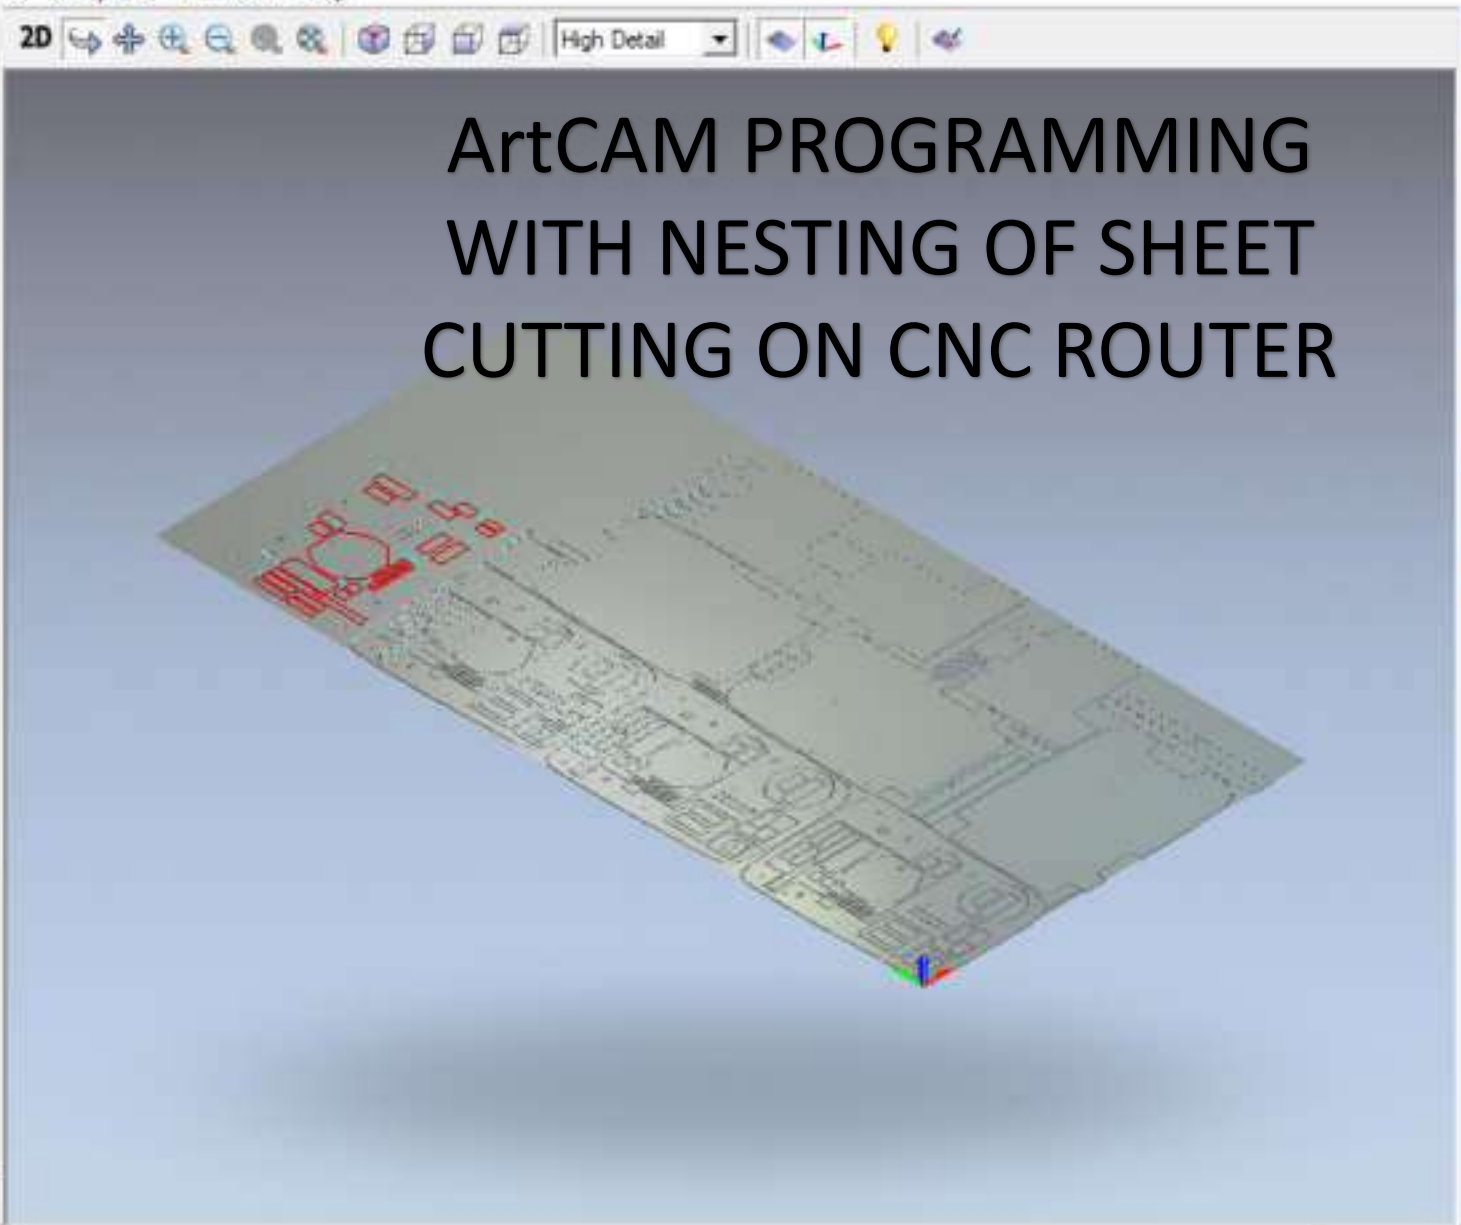 2D
High Detail
ArtCAM PROGRAMMING
WITH NESTING OF SHEET
CUTTING ON CNC ROUTER